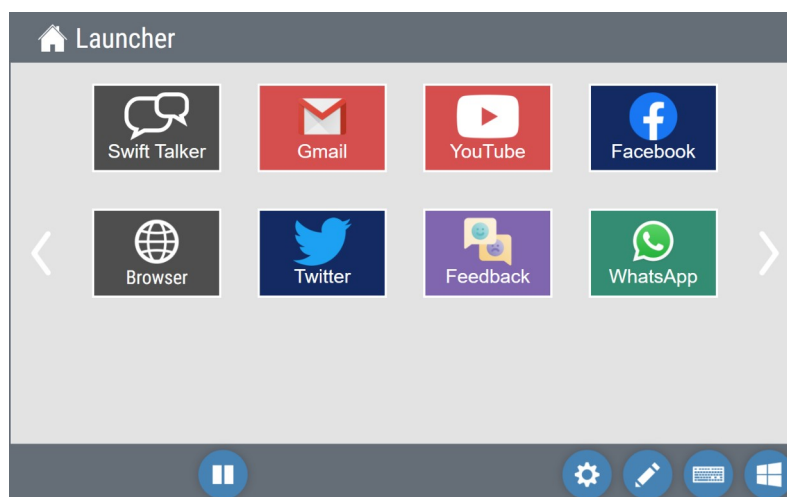 Launcher
Swift Talker
Gmail
YouTube
Facebook
Browser
Twitter
Feedback
WhatsApp